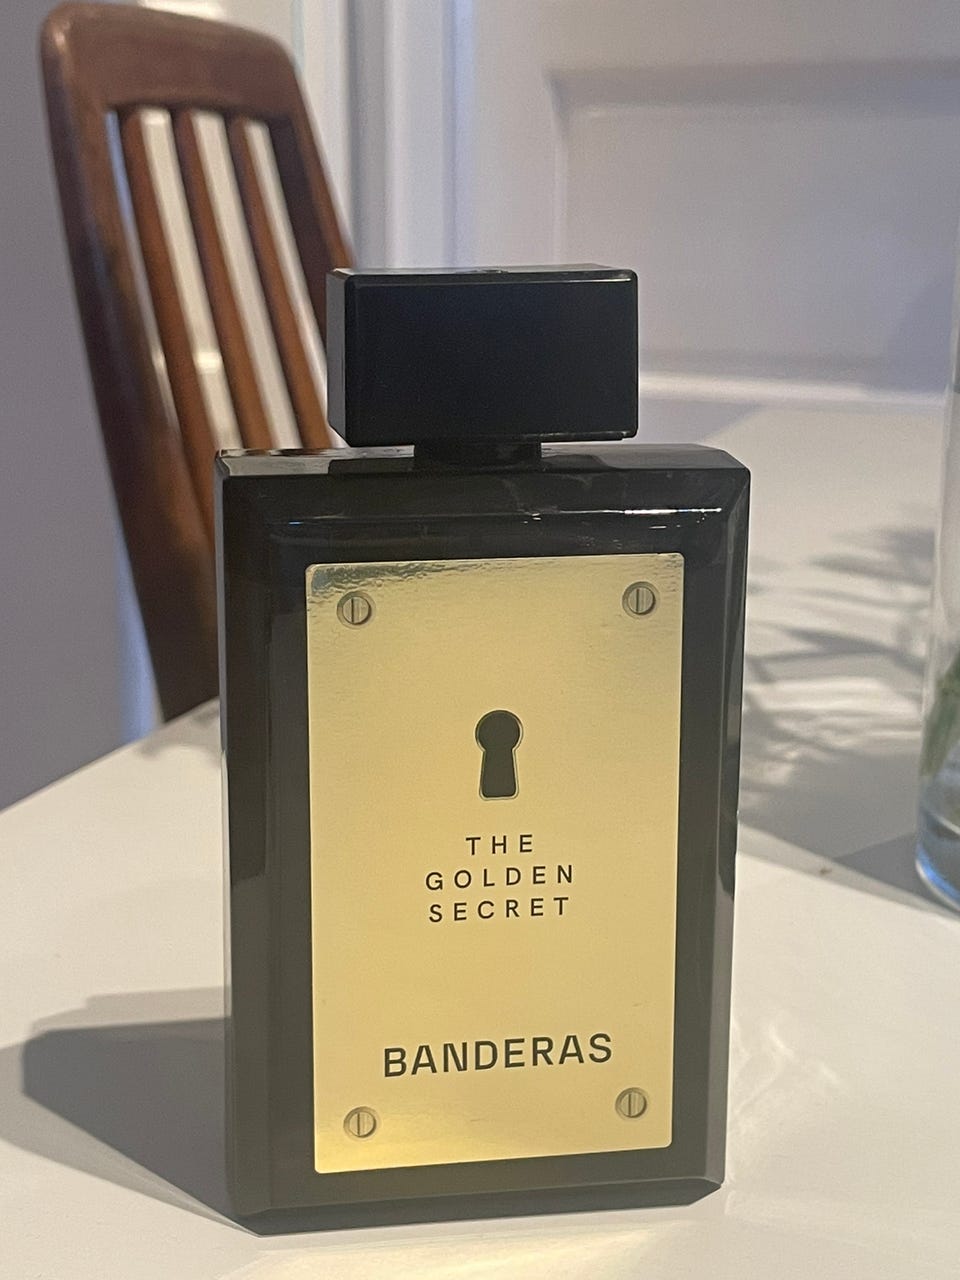 THE
GOLDEN
SECRET
BANDERAS